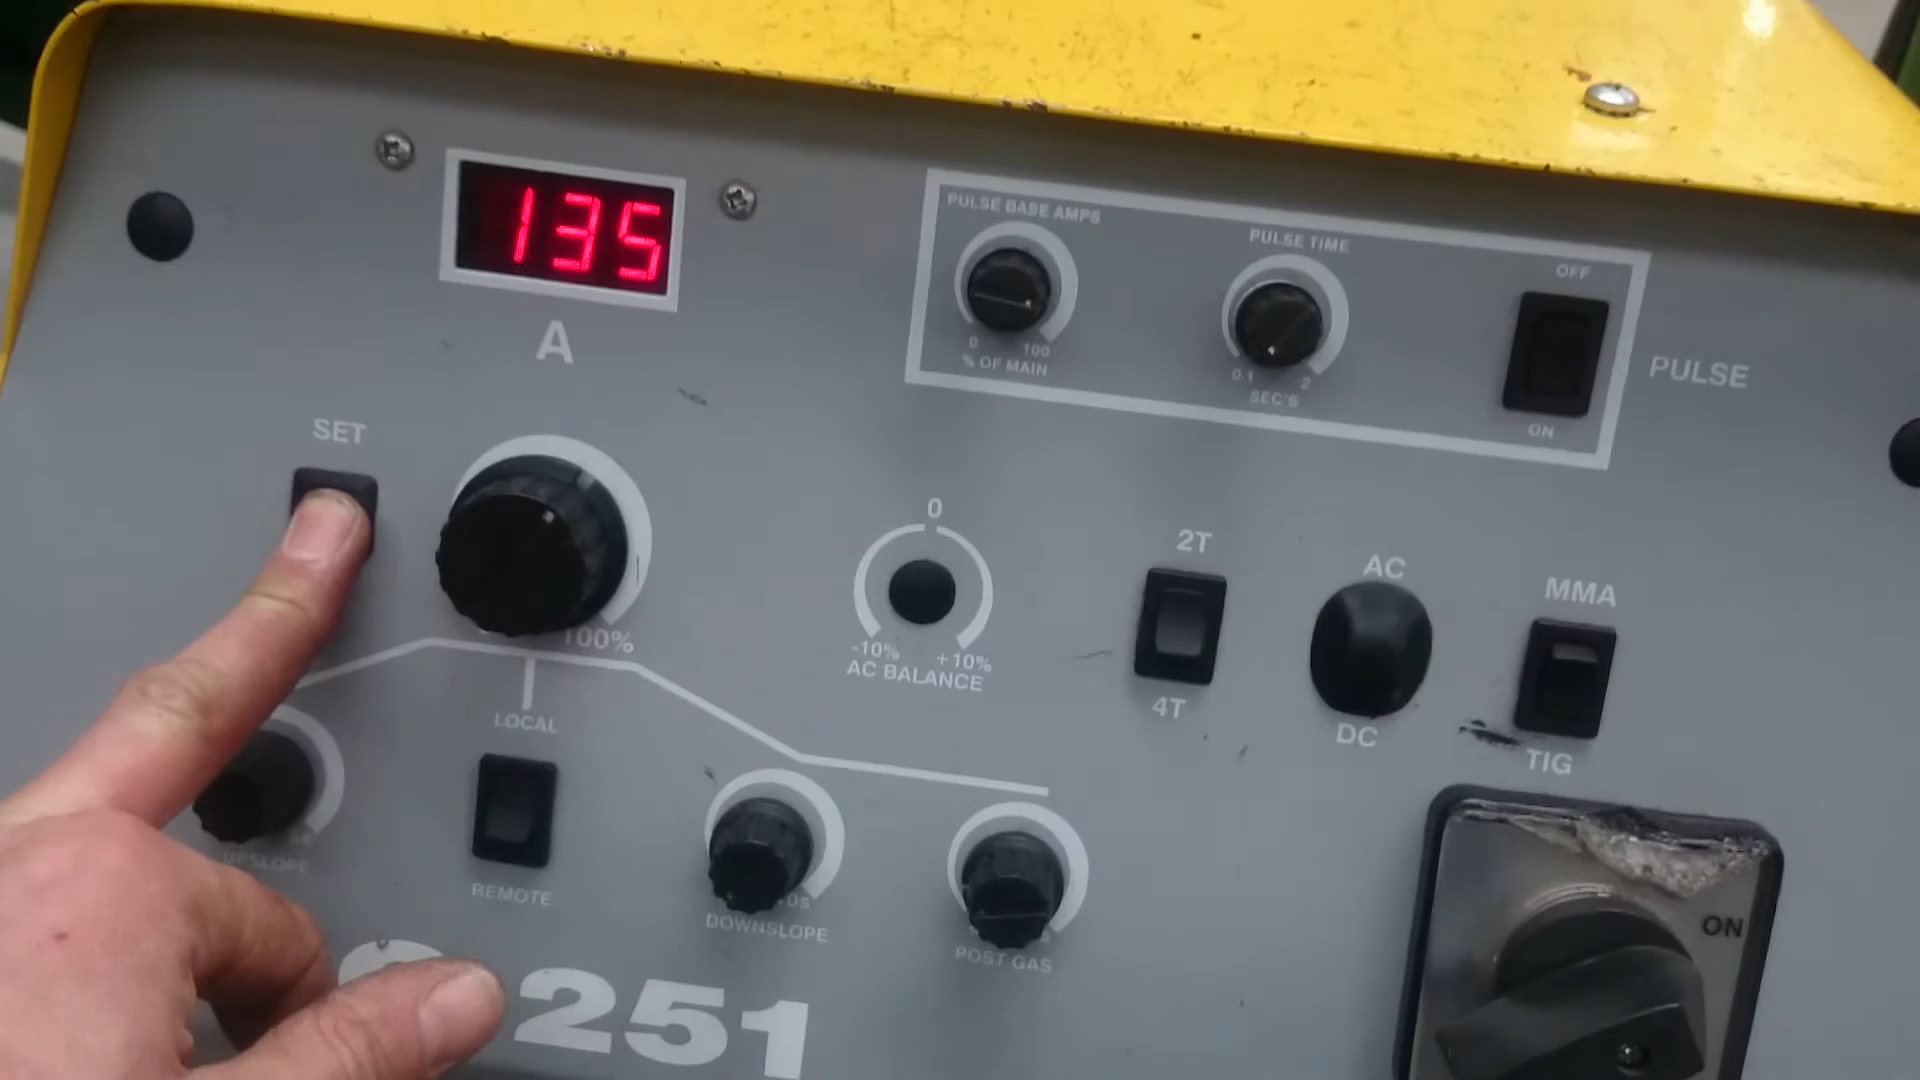 135
A
PULSE BASE AMPS
0 100
% OF MAIN
PULSE TIME
0.1 2
SEC'S
OFF
ON
PULSE
SET
100%
0
-10% +10%
AC BALANCE
2T
4T
AC
DC
MMA
TIG
LOCAL
REMOTE
UPSLOPE
DOWNSLOPE
POST GAS
ON
251